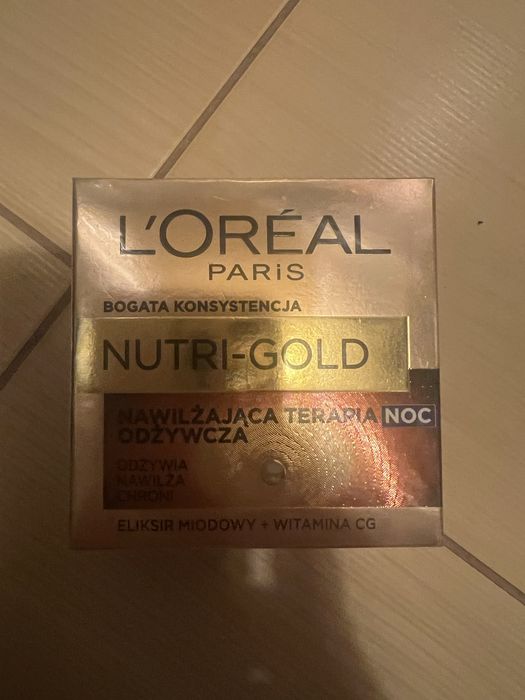 L'ORÉAL
PARiS
BOGATA KONSYSTENCJA
NUTRI-GOLD
NAWILŻAJĄCA TERAPIA NOC
ODŻYWCZA
ODŻYWIA
NAWILŻA
CHRONI
ELIKSIR MIODOWY + WITAMINA CG